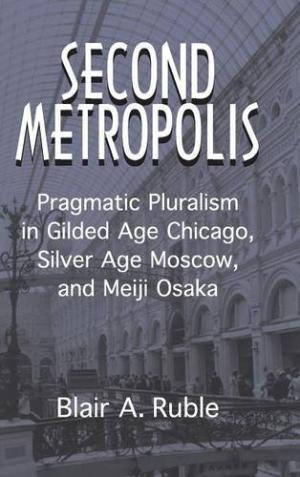 SECOND
METROPOLIS
Pragmatic Pluralism
in Gilded Age Chicago,
Silver Age Moscow,
and Meiji Osaka
Blair A. Ruble